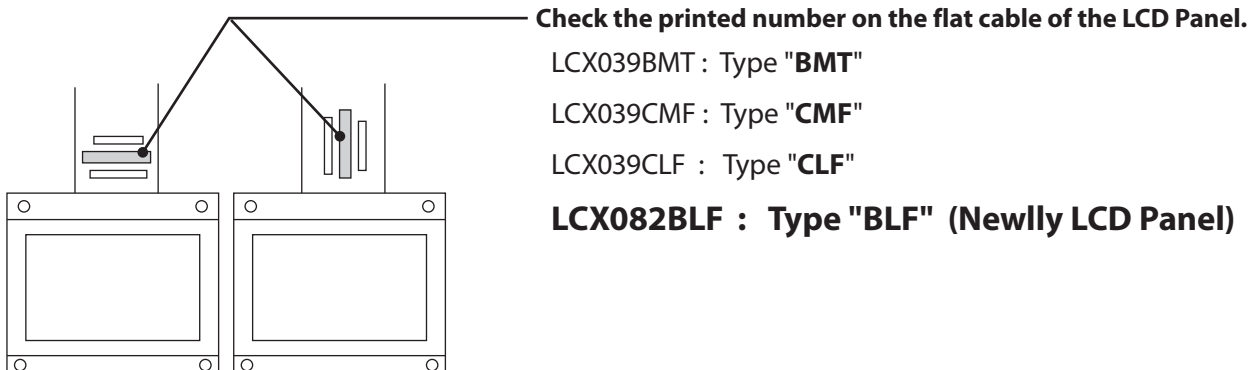 Check the printed number on the flat cable of the LCD Panel.
LCX039BMT : Type "BMT"
LCX039CMF : Type "CMF"
LCX039CLF : Type "CLF"
LCX082BLF : Type "BLF" (Newlly LCD Panel)